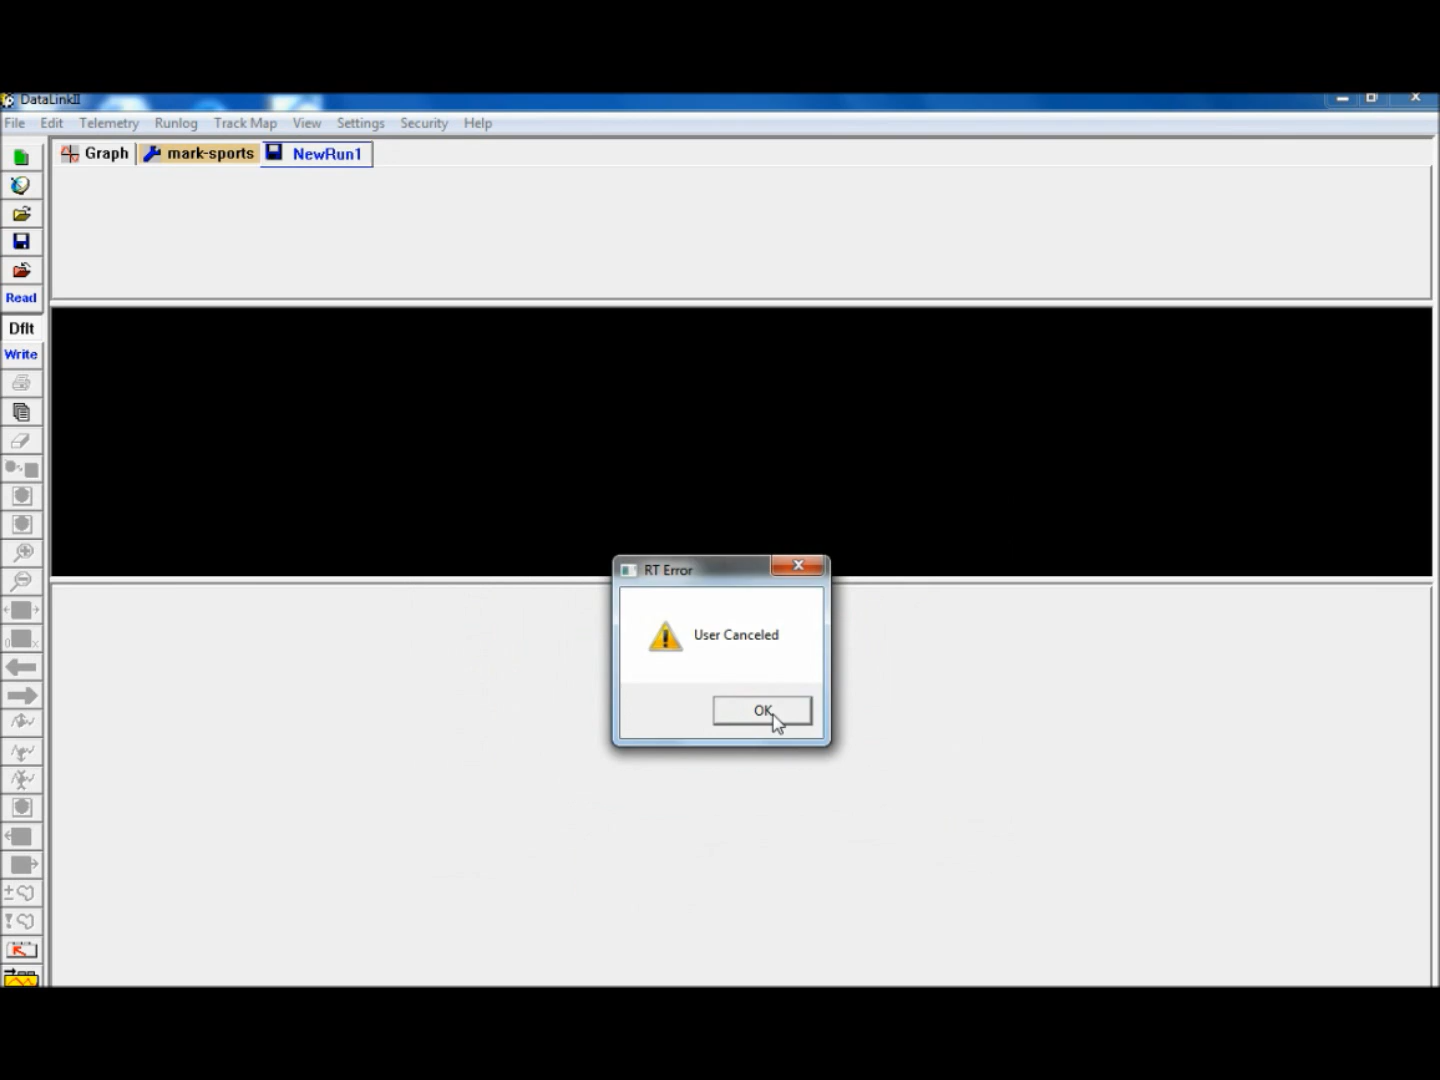 DataLinkII
File Edit Telemetry Runlog Track Map View Settings Security Help
Graph mark-sports NewRun1
Read
Dflt
Write
RT Error
User Canceled
OK